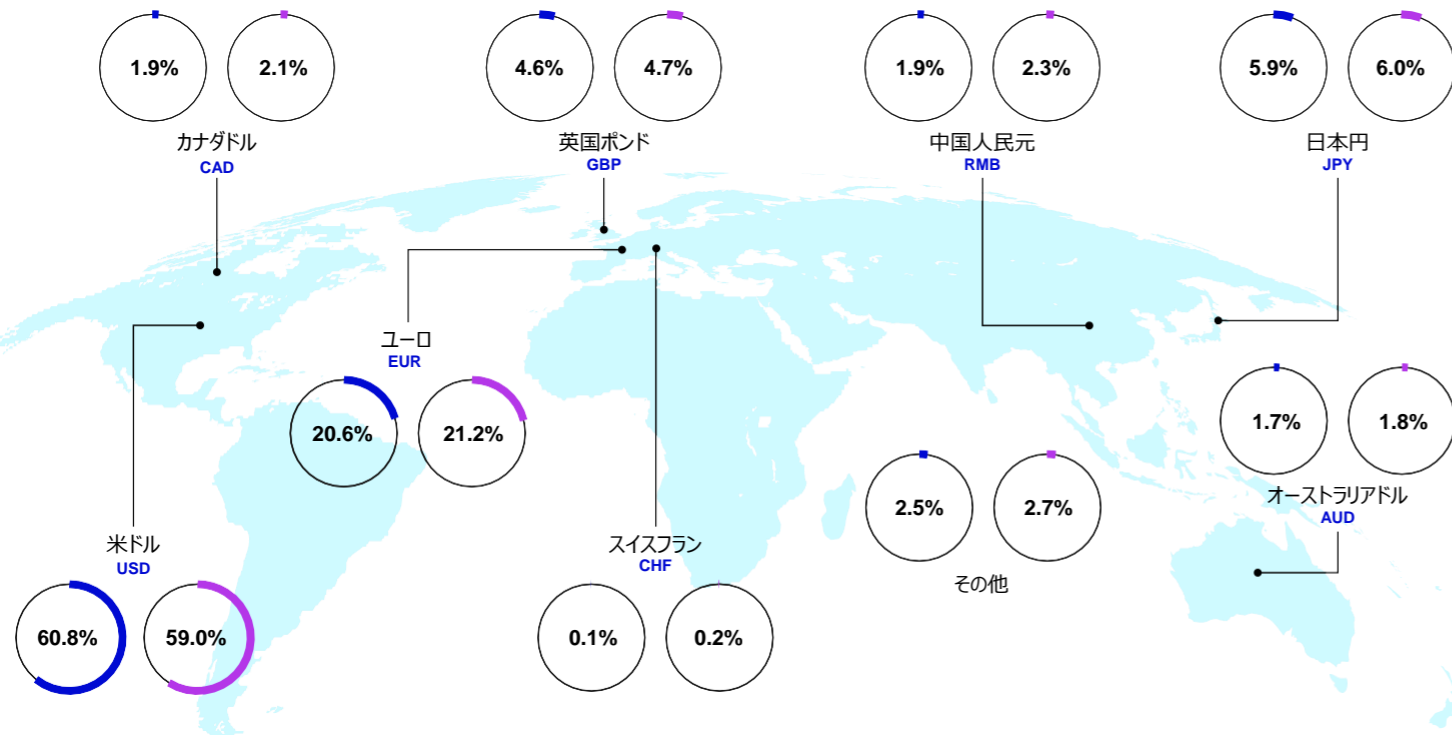 1.9%
2.1%
カナダドル
CAD
4.6%
4.7%
英国ポンド
GBP
1.9%
2.3%
中国人民元
RMB
5.9%
6.0%
日本円
JPY
ユーロ
EUR
20.6%
21.2%
1.7%
1.8%
オーストラリアドル
AUD
2.5%
2.7%
その他
米ドル
USD
60.8%
59.0%
スイスフラン
CHF
0.1%
0.2%